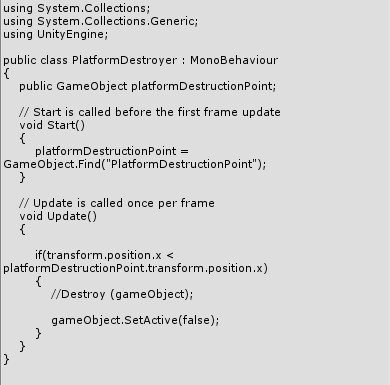 using System.Collections;
using System.Collections.Generic;
using UnityEngine;

public class PlatformDestroyer : MonoBehaviour
{
    public GameObject platformDestructionPoint;

    // Start is called before the first frame update
    void Start()
    {
        platformDestructionPoint =
GameObject.Find("PlatformDestructionPoint");
    }

    // Update is called once per frame
    void Update()
    {

        if(transform.position.x <
platformDestructionPoint.transform.position.x)
        {
            //Destroy (gameObject);

            gameObject.SetActive(false);
        }
    }
}